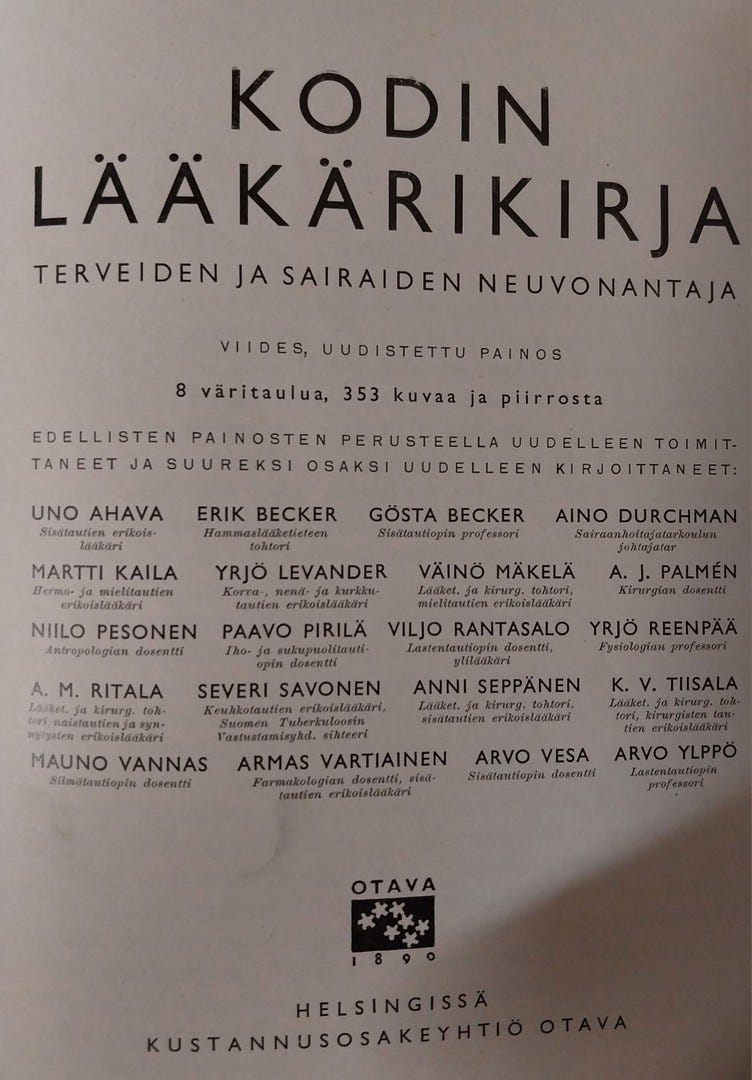 KODIN
LÄÄKÄRIKIRJA
TERVEIDEN JA SAIRAIDEN NEUVONANTAJA
VIIDES, UUDISTETTU PAINOS
8 väritaulua, 353 kuvaa ja piirrosta
EDELLISTEN PAINOSTEN PERUSTEELLA UUDELLEEN TOIMIT-
TANEET JA SUUREKSI OSAKSI UUDELLEEN KIRJOITTANEET:
UNO AHAVA ERIK BECKER GÖSTA BECKER AINO DURCHMAN
Sisätautien erikois- Hammaslääketieteen Sisätautiopin professori Sairaanhoitajatarkoulun
lääkäri tohtori johtajatar
MARTTI KAILA YRJÖ LEVANDER VÄINÖ MÄKELÄ A. J. PALMÉN
Hermo- ja mielitautien Korva-, nenä- ja kurkku- Lääket. ja kirurg. tohtori, Kirurgian dosentti
erikoislääkäri tautien erikoislääkäri mielitautien erikoislääkäri
NIILO PESONEN PAAVO PIRILÄ VILJO RANTASALO YRJÖ REENPÄÄ
Antropologian dosentti Iho- ja sukupuolitauti- Lastentautiopin dosentti, Fysiologian professori
opin dosentti ylilääkäri
A. M. RITALA SEVERI SAVONEN ANNI SEPPÄNEN K. V. TIISALA
Lääket. ja kirurg. toh- Keuhkotautien erikoislääkäri, Lääket. ja kirurg. tohtori, Lääket. ja kirurg. toh-
tori, naistautien ja syn- Suomen Tuberkuloosin sisätautien erikoislääkäri tori, kirurgisten tau-
nytysten erikoislääkäri Vastustamisyhd. sihteeri tien erikoislääkäri
MAUNO VANNAS ARMAS VARTIAINEN ARVO VESA ARVO YLPPÖ
Silmätautiopin dosentti Farmakologian dosentti, sisä- Sisätautiopin dosentti Lastentautiopin
tautien erikoislääkäri professori
OTAVA
1890
HELSINGISSÄ
KUSTANNUSOSAKEYHTIÖ OTAVA